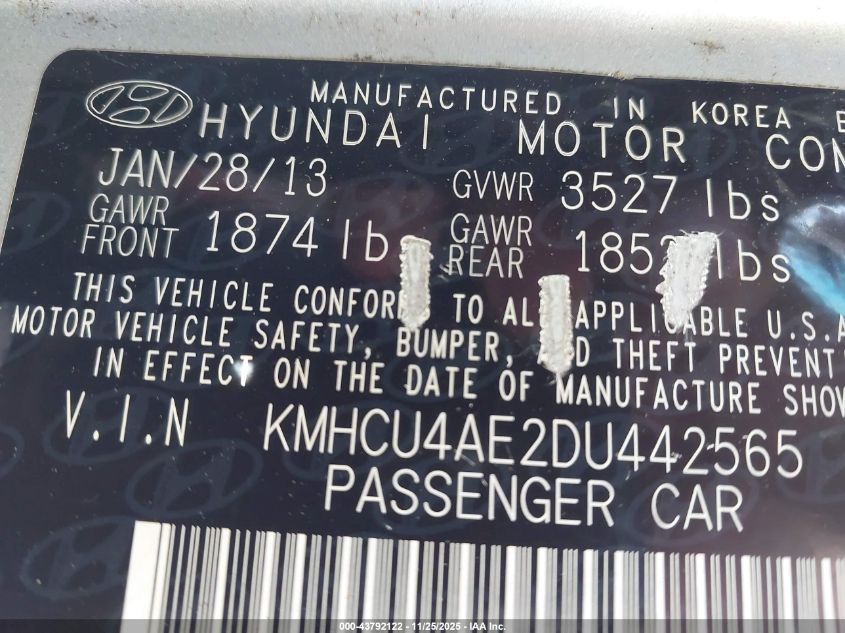 MANUFACTURED IN KOREA
HYUNDAI MOTOR
JAN/28/13 GVWR 3527 lbs
GAWR FRONT 1874 lb GAWR REAR lbs
THIS VEHICLE TO APPLICABLE U.S.A
MOTOR VEHICLE SAFETY, BUMPER, THEFT PREVENT
IN EFFECT ON THE DATE OF MANUFACTURE SHOW
V.I.N KMHCU4AE2DU442565
PASSENGER CAR
000-43792122 - 11/25/2025 - IAA Inc.